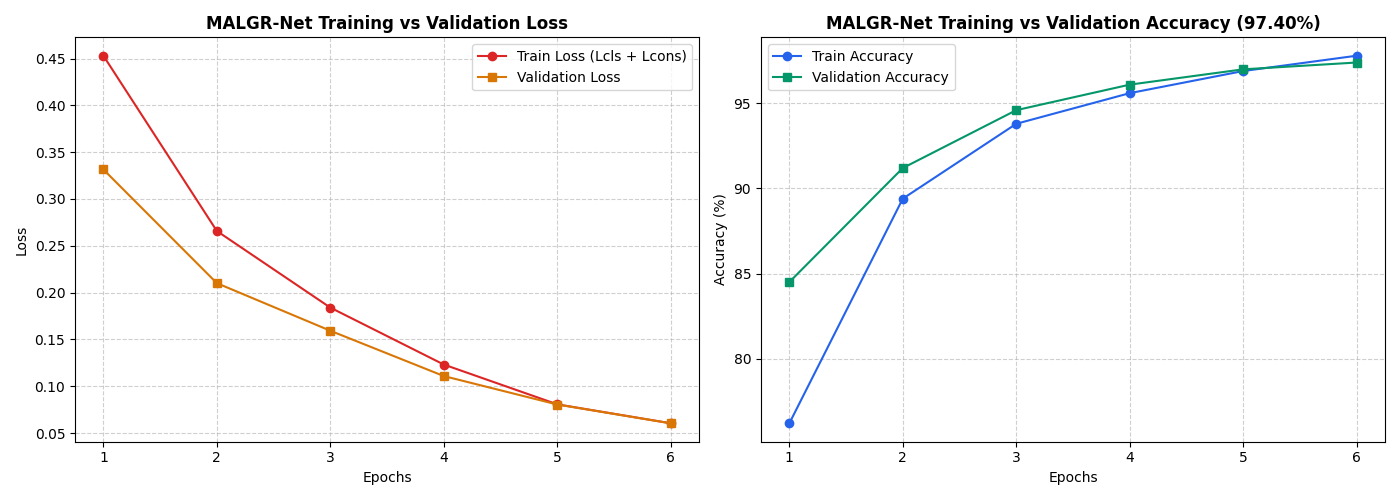 MALGR-Net Training vs Validation Loss
Train Loss (Lcls + Lcons)
Validation Loss
Loss
0.45
0.40
0.35
0.30
0.25
0.20
0.15
0.10
0.05
1 2 3 4 5 6
Epochs
MALGR-Net Training vs Validation Accuracy (97.40%)
Train Accuracy
Validation Accuracy
Accuracy (%)
95
90
85
80
1 2 3 4 5 6
Epochs